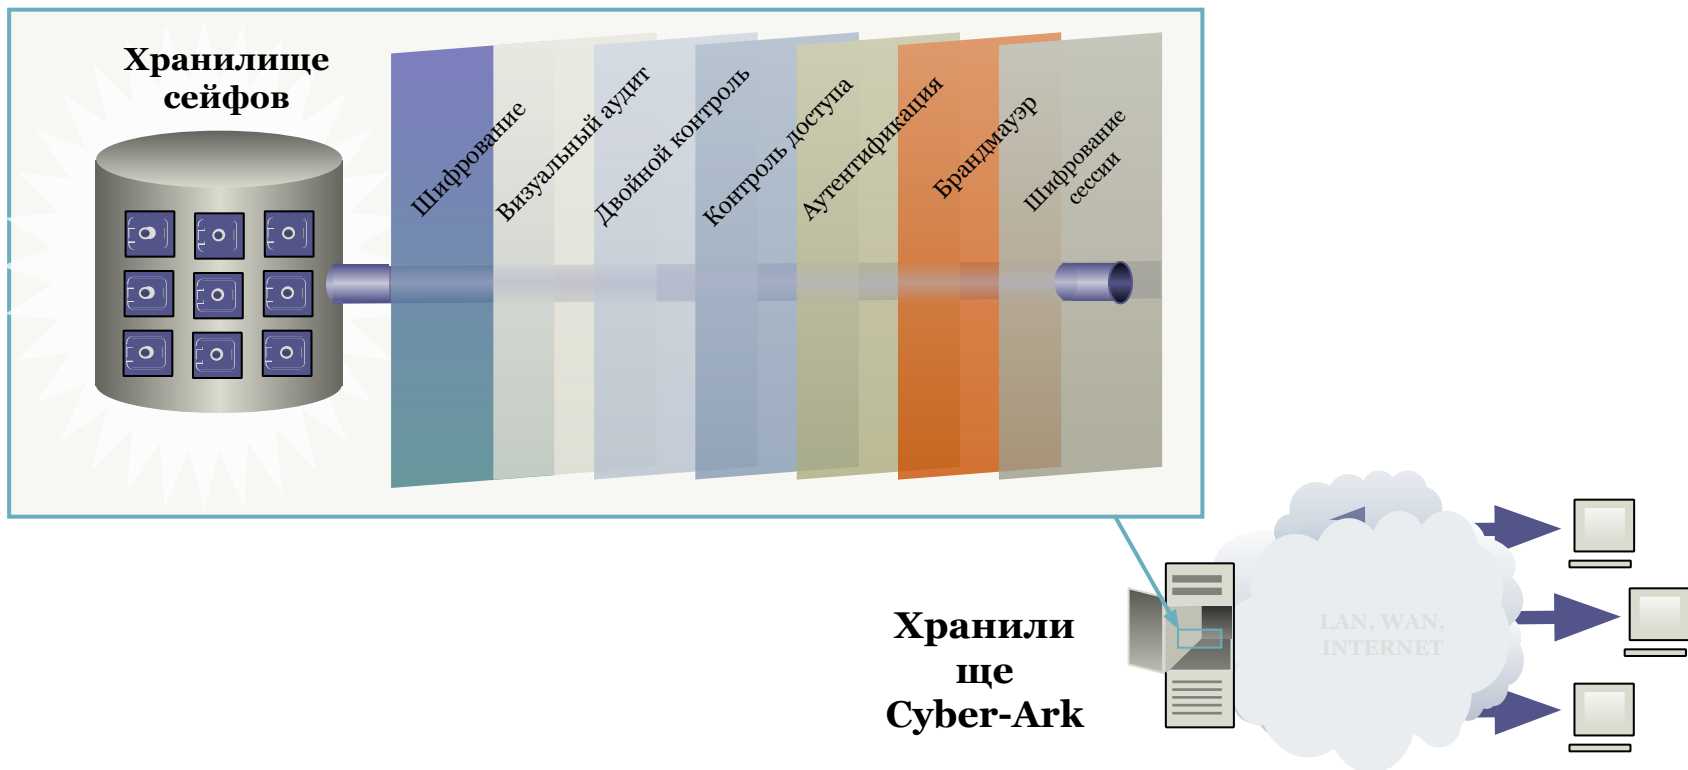 Хранилище
сейфов
Шифрование
Визуальный аудит
Двойной контроль
Контроль доступа
Аутентификация
Брандмауэр
Шифрование
сессии
Хранили
ще
Cyber-Ark
LAN, WAN,
INTERNET